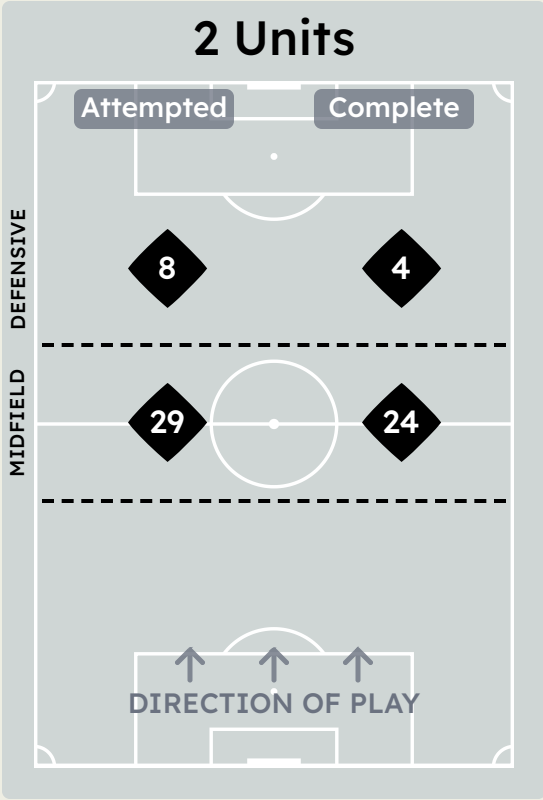 2 Units
Attempted Complete
DEFENSIVE
8 4
MIDFIELD
29 24
DIRECTION OF PLAY